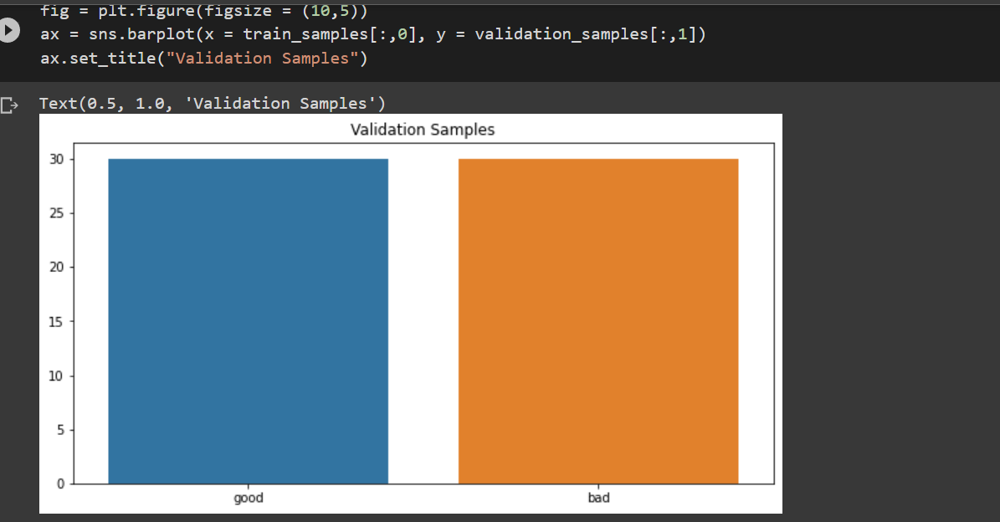 fig = plt.figure(figsize = (10,5))
ax = sns.barplot(x = train_samples[:,0], y = validation_samples[:,1])
ax.set_title("Validation Samples")
Text(0.5, 1.0, 'Validation Samples')
Validation Samples
30
25
20
15
10
5
0
good bad